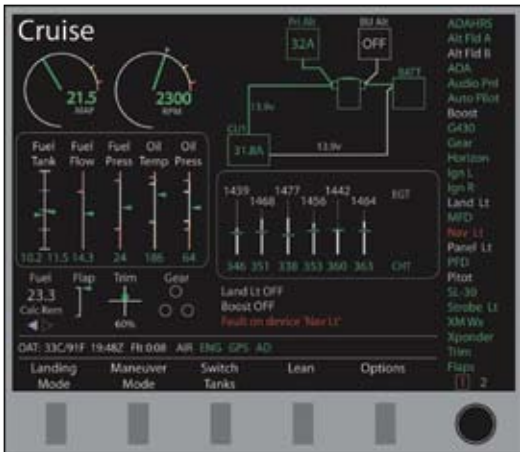 Cruise
Pri Alt
BU Alt
32A
OFF
BATT
21.5
MAP
2300
RPM
13.9v
CU1
31.8A
13.9v
Fuel Tank
Fuel Flow
Fuel Press
Oil Temp
Oil Press
10.2 11.5 14.3 24 186 64
1439 1477 1442
1468 1456 1464
EGT
346 351 338 353 360 363 CHT
Fuel Flap Trim Gear
23.3
Calc Rem
60%
Land Lt OFF
Boost OFF
Fault on device 'Nav Lt'
OAT: 33C/91F 19:48Z Flt 0:08 AIR ENG GPS AD
Landing Mode
Maneuver Mode
Switch Tanks
Lean
Options
ADAHRS
Alt Fld A
Alt Fld B
AOA
Audio Pnl
Auto Pilot
Boost
G430
Gear
Horizon
Ign L
Ign R
Land Lt
MFD
Nav Lt
Panel Lt
PFD
Pitot
SL-30
Strobe Lt
XM Wx
Xponder
Trim
Flaps
1 2